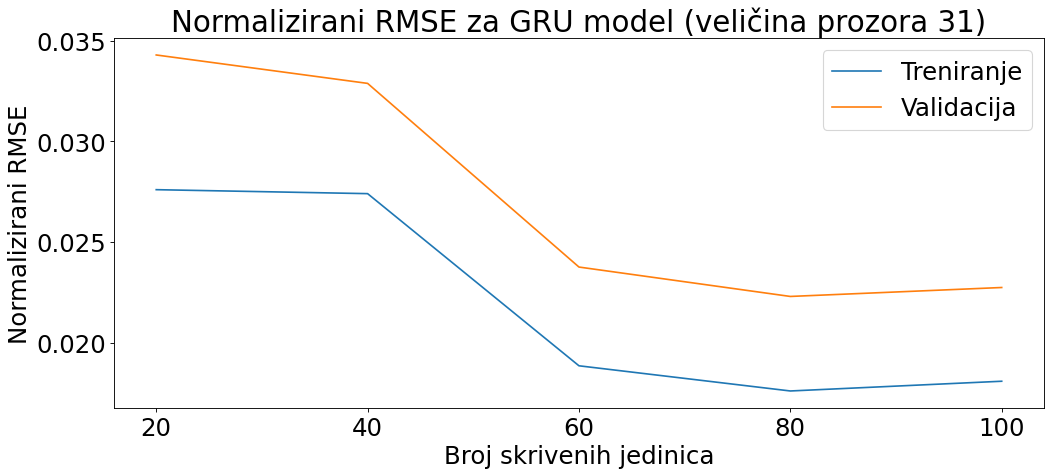 Normalizirani RMSE za GRU model (veličina prozora 31)
Treniranje
Validacija
Normalizirani RMSE
0.035
0.030
0.025
0.020
20 40 60 80 100
Broj skrivenih jedinica